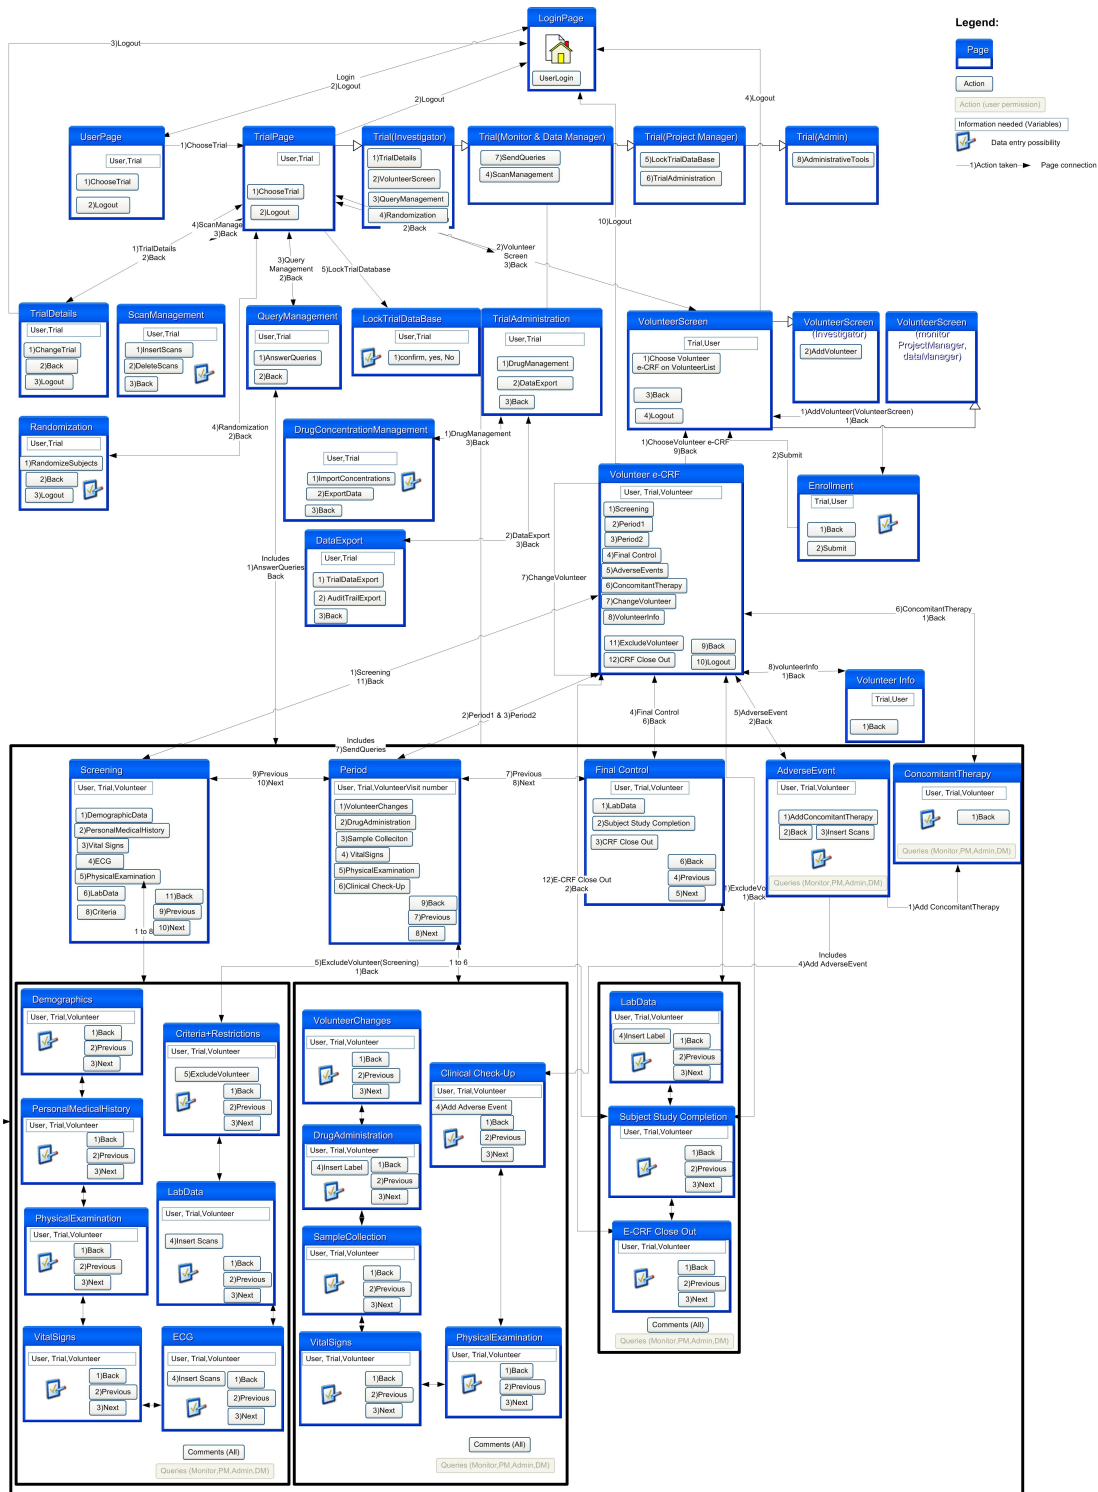 LoginPage
UserLogin
Legend:
Page
Action
Action (user permission)
Information needed (Variables)
Data entry possibility
1)Action taken
Page connection
3)Logout
Login
2)Logout
2)Logout
4)Logout
UserPage
User,Trial
1)ChooseTrial
2)Logout
1)ChooseTrial
TrialPage
User,Trial
1)ChooseTrial
2)Logout
Trial(Investigator)
1)TrialDetails
2)VolunteerScreen
3)QueryManagement
4)Randomization
2)Back
Trial(Monitor & Data Manager)
7)SendQueries
4)ScanManagement
Trial(Project Manager)
5)LockTrialDataBase
6)TrialAdministration
Trial(Admin)
8)AdministrativeTools
10)Logout
4)ScanManage
3)Back
1)TrialDetails
2)Back
3)Query
Management
2)Back
5)LockTrialDatabase
2)Volunteer
Screen
3)Back
TrialDetails
User,Trial
1)ChangeTrial
2)Back
3)Logout
ScanManagement
User,Trial
1)InsertScans
2)DeleteScans
3)Back
QueryManagement
User,Trial
1)AnswerQueries
2)Back
LockTrialDataBase
User,Trial
1)confirm, yes, No
TrialAdministration
User,Trial
1)DrugManagement
2)DataExport
3)Back
VolunteerScreen
Trial,User
1)Choose Volunteer
e-CRF on VolunteerList
3)Back
4)Logout
VolunteerScreen
(Investigator)
2)AddVolunteer
VolunteerScreen
(monitor
ProjectManager,
dataManager)
1)AddVolunteer(VolunteerScreen)
1)Back
Randomization
User,Trial
1)RandomizeSubjects
2)Back
3)Logout
4)Randomization
2)Back
DrugConcentrationManagement
User,Trial
1)ImportConcentrations
2)ExportData
3)Back
1)DrugManagement
3)Back
1)ChooseVolunteer e-CRF
9)Back
2)Submit
Enrollment
Trial,User
1)Back
2)Submit
DataExport
User,Trial
1) TrialDataExport
2) AuditTrailExport
3)Back
2)DataExport
3)Back
Includes
1)AnswerQueries
Back
Volunteer e-CRF
User, Trial,Volunteer
1)Screening
2)Period1
3)Period2
4)Final Control
5)AdverseEvents
6)ConcomitantTherapy
7)ChangeVolunteer
8)VolunteerInfo
11)ExcludeVolunteer
12)CRF Close Out
9)Back
10)Logout
7)ChangeVolunteer
6)ConcomitantTherapy
1)Back
8)volunteerInfo
1)Back
Volunteer Info
Trial,User
1)Back
1)Screening
11)Back
2)Period1 & 3)Period2
4)Final Control
6)Back
5)AdverseEvent
2)Back
Includes
7)SendQueries
Screening
User, Trial,Volunteer
1)DemographicData
2)PersonalMedicalHistory
3)Vital Signs
4)ECG
5)PhysicalExamination
6)LabData
8)Criteria
11)Back
9)Previous
10)Next
9)Previous
10)Next
Period
User, Trial,VolunteerVisit number
1)VolunteerChanges
2)DrugAdministration
3)Sample Colleciton
4) VitalSigns
5)PhysicalExamination
6)Clinical Check-Up
9)Back
7)Previous
8)Next
7)Previous
8)Next
Final Control
User, Trial,Volunteer
1)LabData
2)Subject Study Completion
3)CRF Close Out
6)Back
4)Previous
5)Next
AdverseEvent
User, Trial,Volunteer
1)AddConcomitantTherapy
2)Back
3)Insert Scans
Queries (Monitor,PM,Admin,DM)
ConcomitantTherapy
User, Trial,Volunteer
1)Back
Queries (Monitor,PM,Admin,DM)
1)Add ConcomitantTherapy
12)E-CRF Close Out
2)Back
1)ExcludeVo
1)Back
1 to 8
5)ExcludeVolunteer(Screening)
1)Back
1 to 6
Includes
4)Add AdverseEvent
Demographics
User, Trial,Volunteer
1)Back
2)Previous
3)Next
Criteria+Restrictions
User, Trial,Volunteer
5)ExcludeVolunteer
1)Back
2)Previous
3)Next
PersonalMedicalHistory
User, Trial,Volunteer
1)Back
2)Previous
3)Next
LabData
User, Trial,Volunteer
4)Insert Scans
1)Back
2)Previous
3)Next
PhysicalExamination
User, Trial,Volunteer
1)Back
2)Previous
3)Next
VitalSigns
User, Trial,Volunteer
1)Back
2)Previous
3)Next
ECG
User, Trial,Volunteer
4)Insert Scans
1)Back
2)Previous
3)Next
Comments (All)
Queries (Monitor,PM,Admin,DM)
VolunteerChanges
User, Trial,Volunteer
1)Back
2)Previous
3)Next
Clinical Check-Up
User, Trial,Volunteer
4)Add Adverse Event
1)Back
2)Previous
3)Next
DrugAdministration
User, Trial,Volunteer
4)Insert Label
1)Back
2)Previous
3)Next
SampleCollection
User, Trial,Volunteer
1)Back
2)Previous
3)Next
VitalSigns
User, Trial,Volunteer
1)Back
2)Previous
3)Next
PhysicalExamination
User, Trial,Volunteer
1)Back
2)Previous
3)Next
Comments (All)
Queries (Monitor,PM,Admin,DM)
LabData
User, Trial,Volunteer
4)Insert Label
1)Back
2)Previous
3)Next
Subject Study Completion
User, Trial,Volunteer
1)Back
2)Previous
3)Next
E-CRF Close Out
User, Trial,Volunteer
1)Back
2)Previous
3)Next
Comments (All)
Queries (Monitor,PM,Admin,DM)